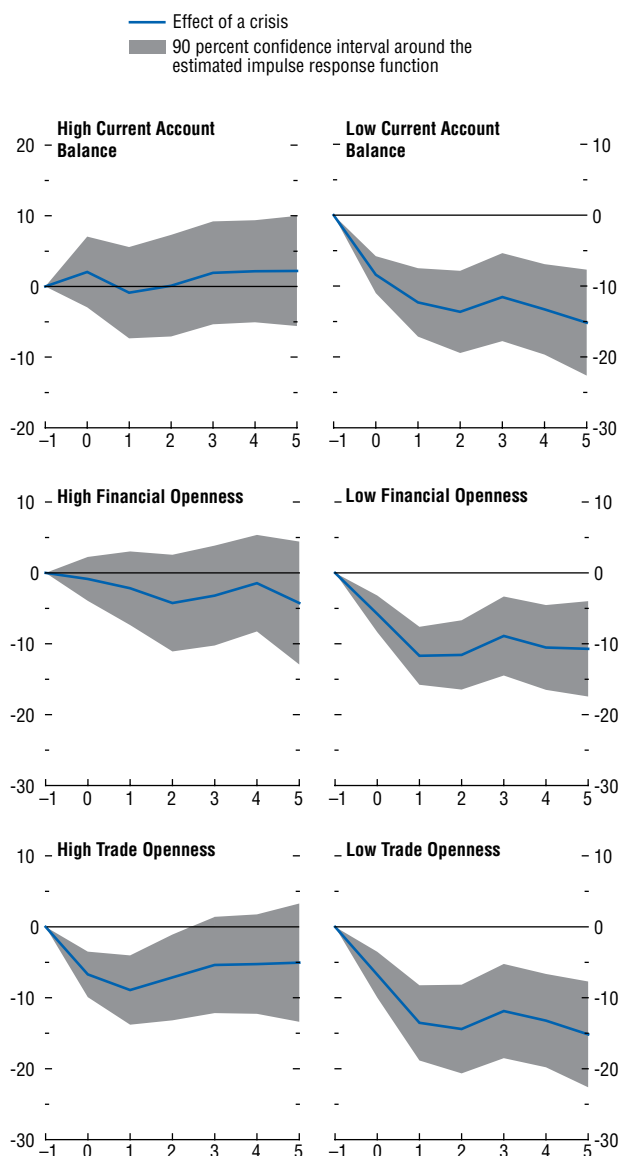 Effect of a crisis
90 percent confidence interval around the
estimated impulse response function
High Current Account
Balance
20
10
0
-10
-20
–1 0 1 2 3 4 5
Low Current Account
Balance
10
0
-10
-20
-30
–1 0 1 2 3 4 5
High Financial Openness
10
0
-10
-20
-30
–1 0 1 2 3 4 5
Low Financial Openness
10
0
-10
-20
-30
–1 0 1 2 3 4 5
High Trade Openness
10
0
-10
-20
-30
–1 0 1 2 3 4 5
Low Trade Openness
10
0
-10
-20
-30
–1 0 1 2 3 4 5